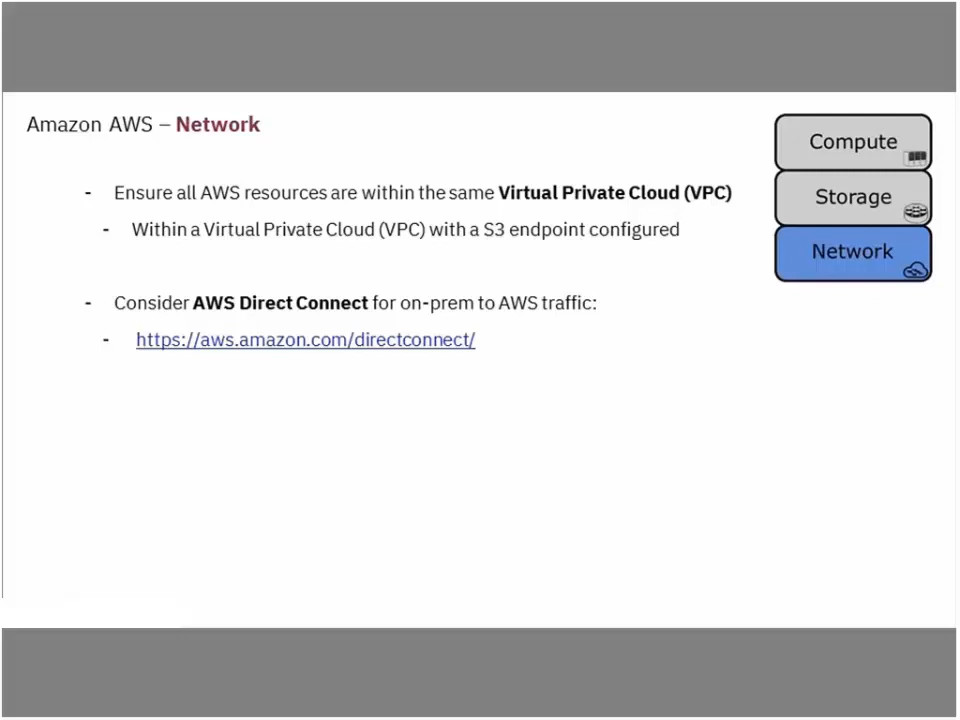 Amazon AWS – Network
Compute
Storage
Network
- Ensure all AWS resources are within the same Virtual Private Cloud (VPC)
- Within a Virtual Private Cloud (VPC) with a S3 endpoint configured
- Consider AWS Direct Connect for on-prem to AWS traffic:
- https://aws.amazon.com/directconnect/